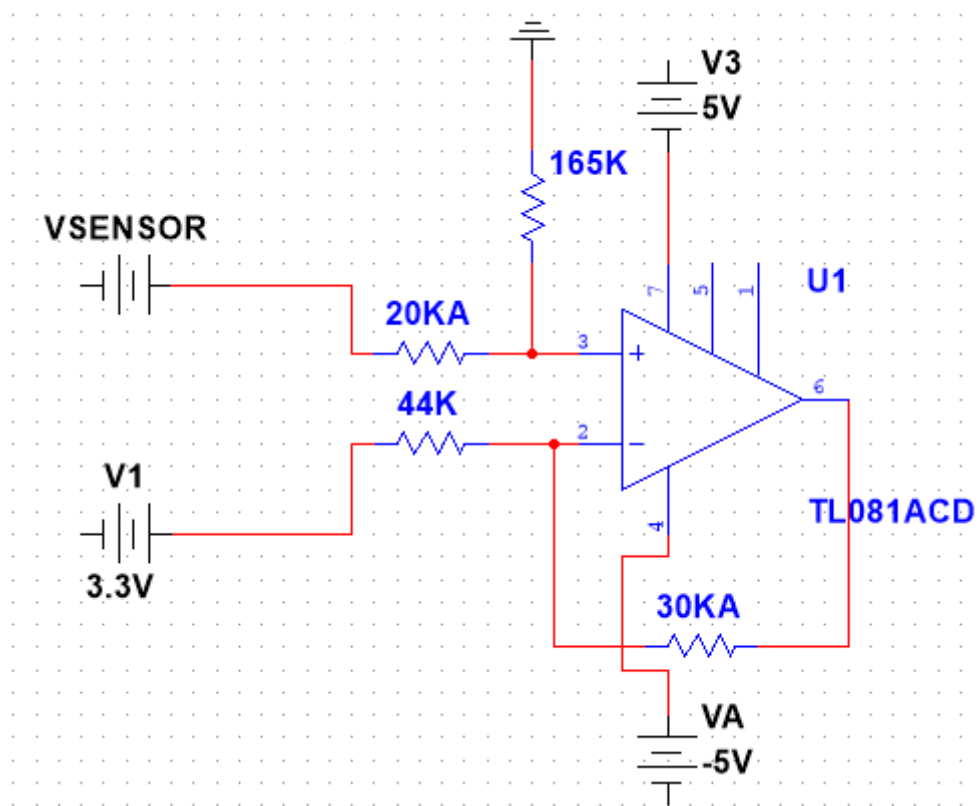 V3
5V
165K
VSENSOR
7
5
1
U1
20KA
3
+
6
44K
2
−
V1
4
TL081ACD
3.3V
30KA
VA
-5V